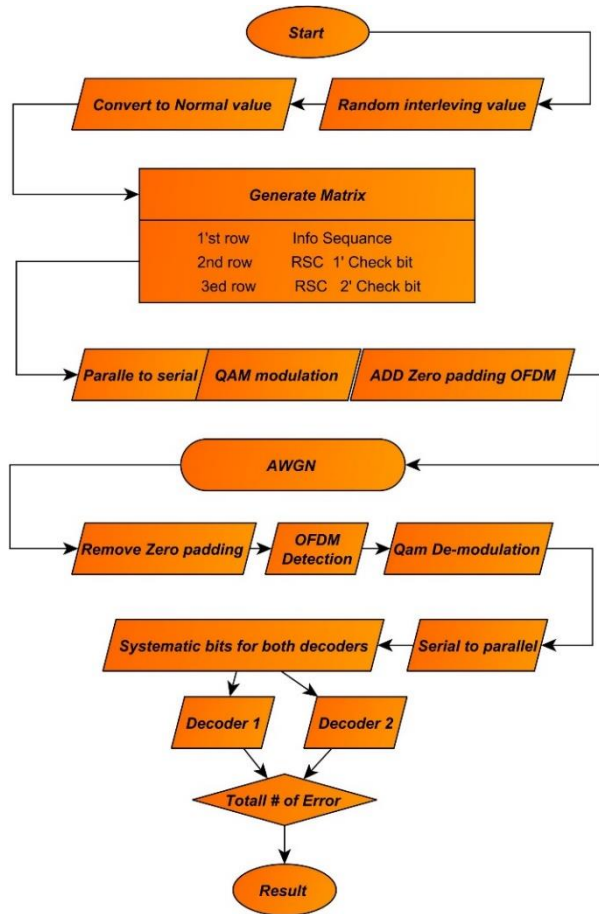 Start
Random interleving value
Convert to Normal value
Generate Matrix
1'st row Info Sequance
2nd row RSC 1' Check bit
3ed row RSC 2' Check bit
Paralle to serial
QAM modulation
ADD Zero padding OFDM
AWGN
Remove Zero padding
OFDM
Detection
Qam De-modulation
Serial to parallel
Systematic bits for both decoders
Decoder 1
Decoder 2
Totall # of Error
Result